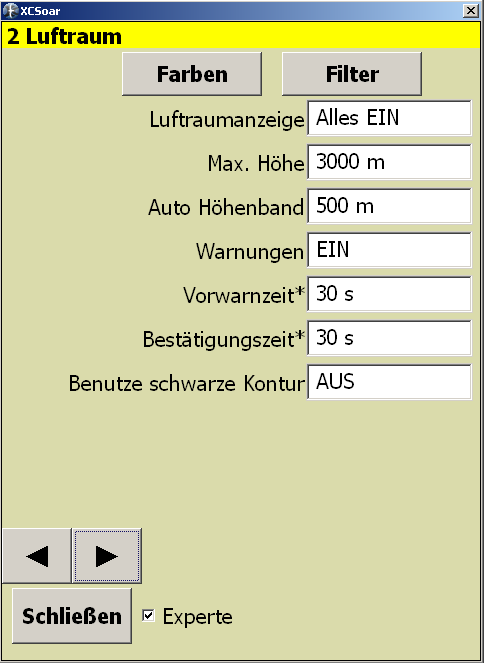 XCSoar
2 Luftraum
Farben Filter
Luftraumanzeige Alles EIN
Max. Höhe 3000 m
Auto Höhenband 500 m
Warnungen EIN
Vorwarnzeit* 30 s
Bestätigungszeit* 30 s
Benutze schwarze Kontur AUS
Schließen Experte